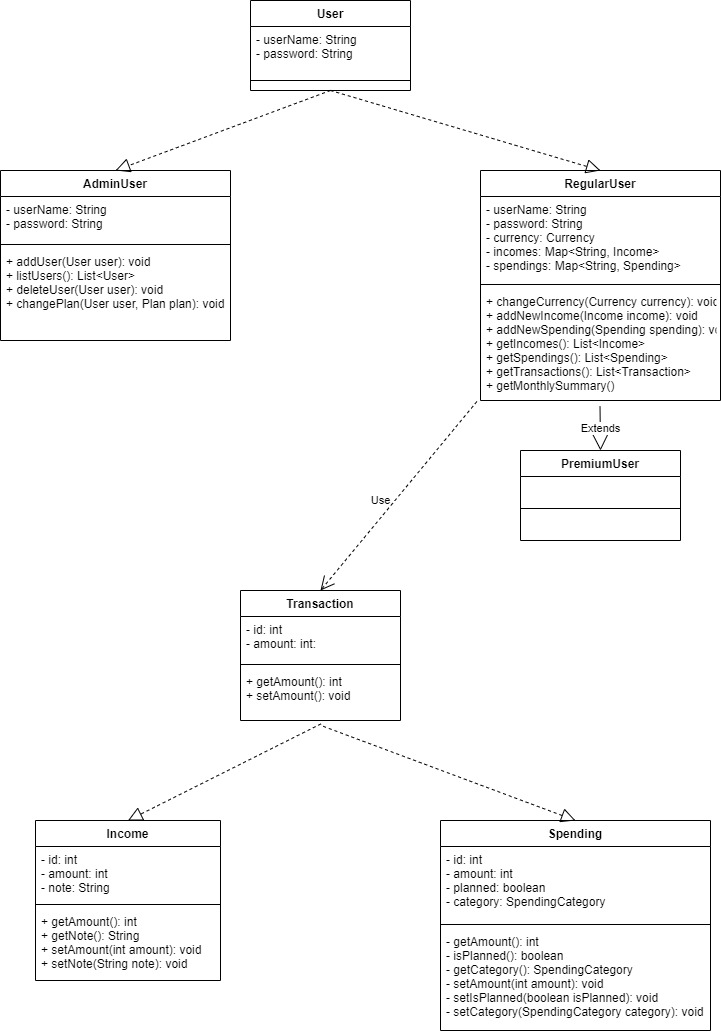 User
- userName: String
- password: String
AdminUser
- userName: String
- password: String
+ addUser(User user): void
+ listUsers(): List<User>
+ deleteUser(User user): void
+ changePlan(User user, Plan plan): void
RegularUser
- userName: String
- password: String
- currency: Currency
- incomes: Map<String, Income>
- spendings: Map<String, Spending>
+ changeCurrency(Currency currency): void
+ addNewIncome(Income income): void
+ addNewSpending(Spending spending): v
+ getIncomes(): List<Income>
+ getSpendings(): List<Spending>
+ getTransactions(): List<Transaction>
+ getMonthlySummary()
Extends
PremiumUser
Use
Transaction
- id: int
- amount: int:
+ getAmount(): int
+ setAmount(): void
Income
- id: int
- amount: int
- note: String
+ getAmount(): int
+ getNote(): String
+ setAmount(int amount): void
+ setNote(String note): void
Spending
- id: int
- amount: int
- planned: boolean
- category: SpendingCategory
- getAmount(): int
- isPlanned(): boolean
- getCategory(): SpendingCategory
- setAmount(int amount): void
- setIsPlanned(boolean isPlanned): void
- setCategory(SpendingCategory category): void